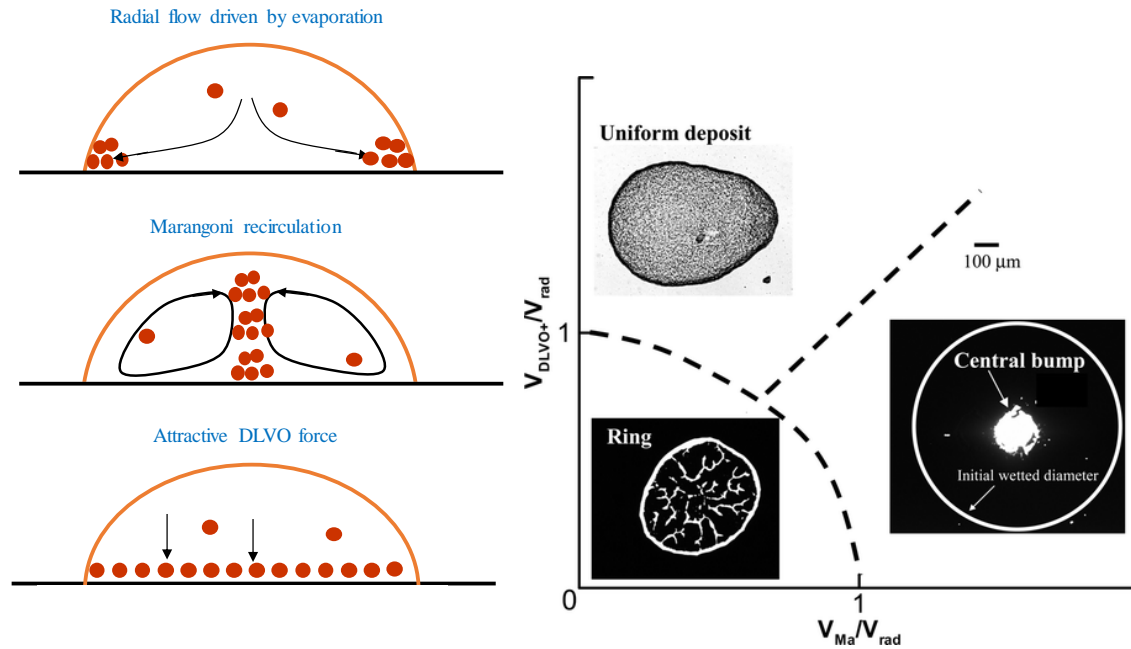 Radial flow driven by evaporation
Marangoni recirculation
Attractive DLVO force
Uniform deposit
100 μm
V_DLVO+/V_rad
1
Central bump
Ring
Initial wetted diameter
0
1
V_Ma/V_rad